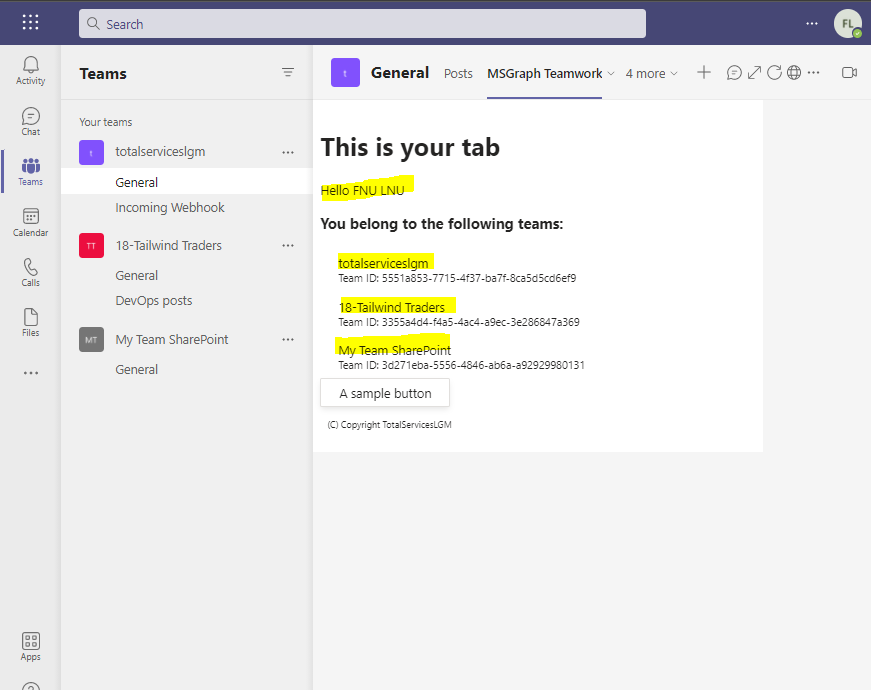 Search
FL
Activity
Chat
Teams
Calendar
Calls
Files
Apps
Teams
Your teams
t totalserviceslgm
General
Incoming Webhook
TT 18-Tailwind Traders
General
DevOps posts
MT My Team SharePoint
General
t General Posts MSGraph Teamwork 4 more
This is your tab
Hello FNU LNU
You belong to the following teams:
totalserviceslgm
Team ID: 5551a853-7715-4f37-ba7f-8ca5d5cd6ef9
18-Tailwind Traders
Team ID: 3355a4d4-f4a5-4ac4-a9ec-3e286847a369
My Team SharePoint
Team ID: 3d271eba-5556-4846-ab6a-a92929980131
A sample button
(C) Copyright TotalServicesLGM